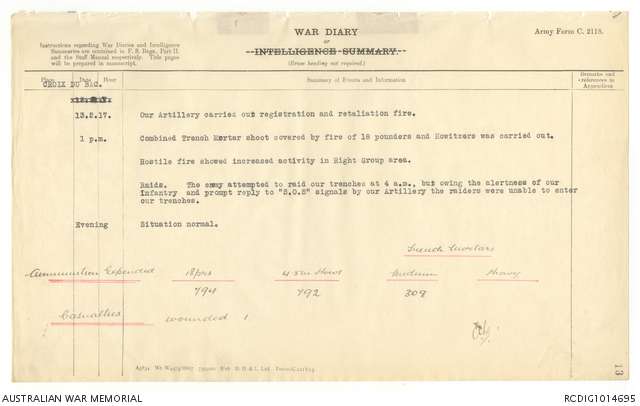 WAR DIARY
or
INTELLIGENCE SUMMARY.
(Erase heading not required.)
Army Form C. 2118.
Instructions regarding War Diaries and Intelligence
Summaries are contained in F. S. Regs., Part II.
and the Staff Manual respectively. Title pages
will be prepared in manuscript.
Place Date Hour Summary of Events and Information Remarks and references to Appendices
CROIX DU BAC.
13.2.17. Our Artillery carried out registration and retaliation fire.
1 p.m. Combined Trench Mortar shoot covered by fire of 18 pounders and Howitzers was carried out.
Hostile fire showed increased activity in Right Group area.
Raids. The enmy attempted to raid our trenches at 4 a.m., but owing the alertness of our
Infantry and prompt reply to "S.O.S" signals by our Artillery the raiders were unable to enter
our trenches.
Evening Situation normal.
Trench Mortars
Ammunition Expended 18 pdrs 4.5in Hows Medium Heavy
794 792 309
Casualties wounded 1
13
AUSTRALIAN WAR MEMORIAL
RCDIG1014695